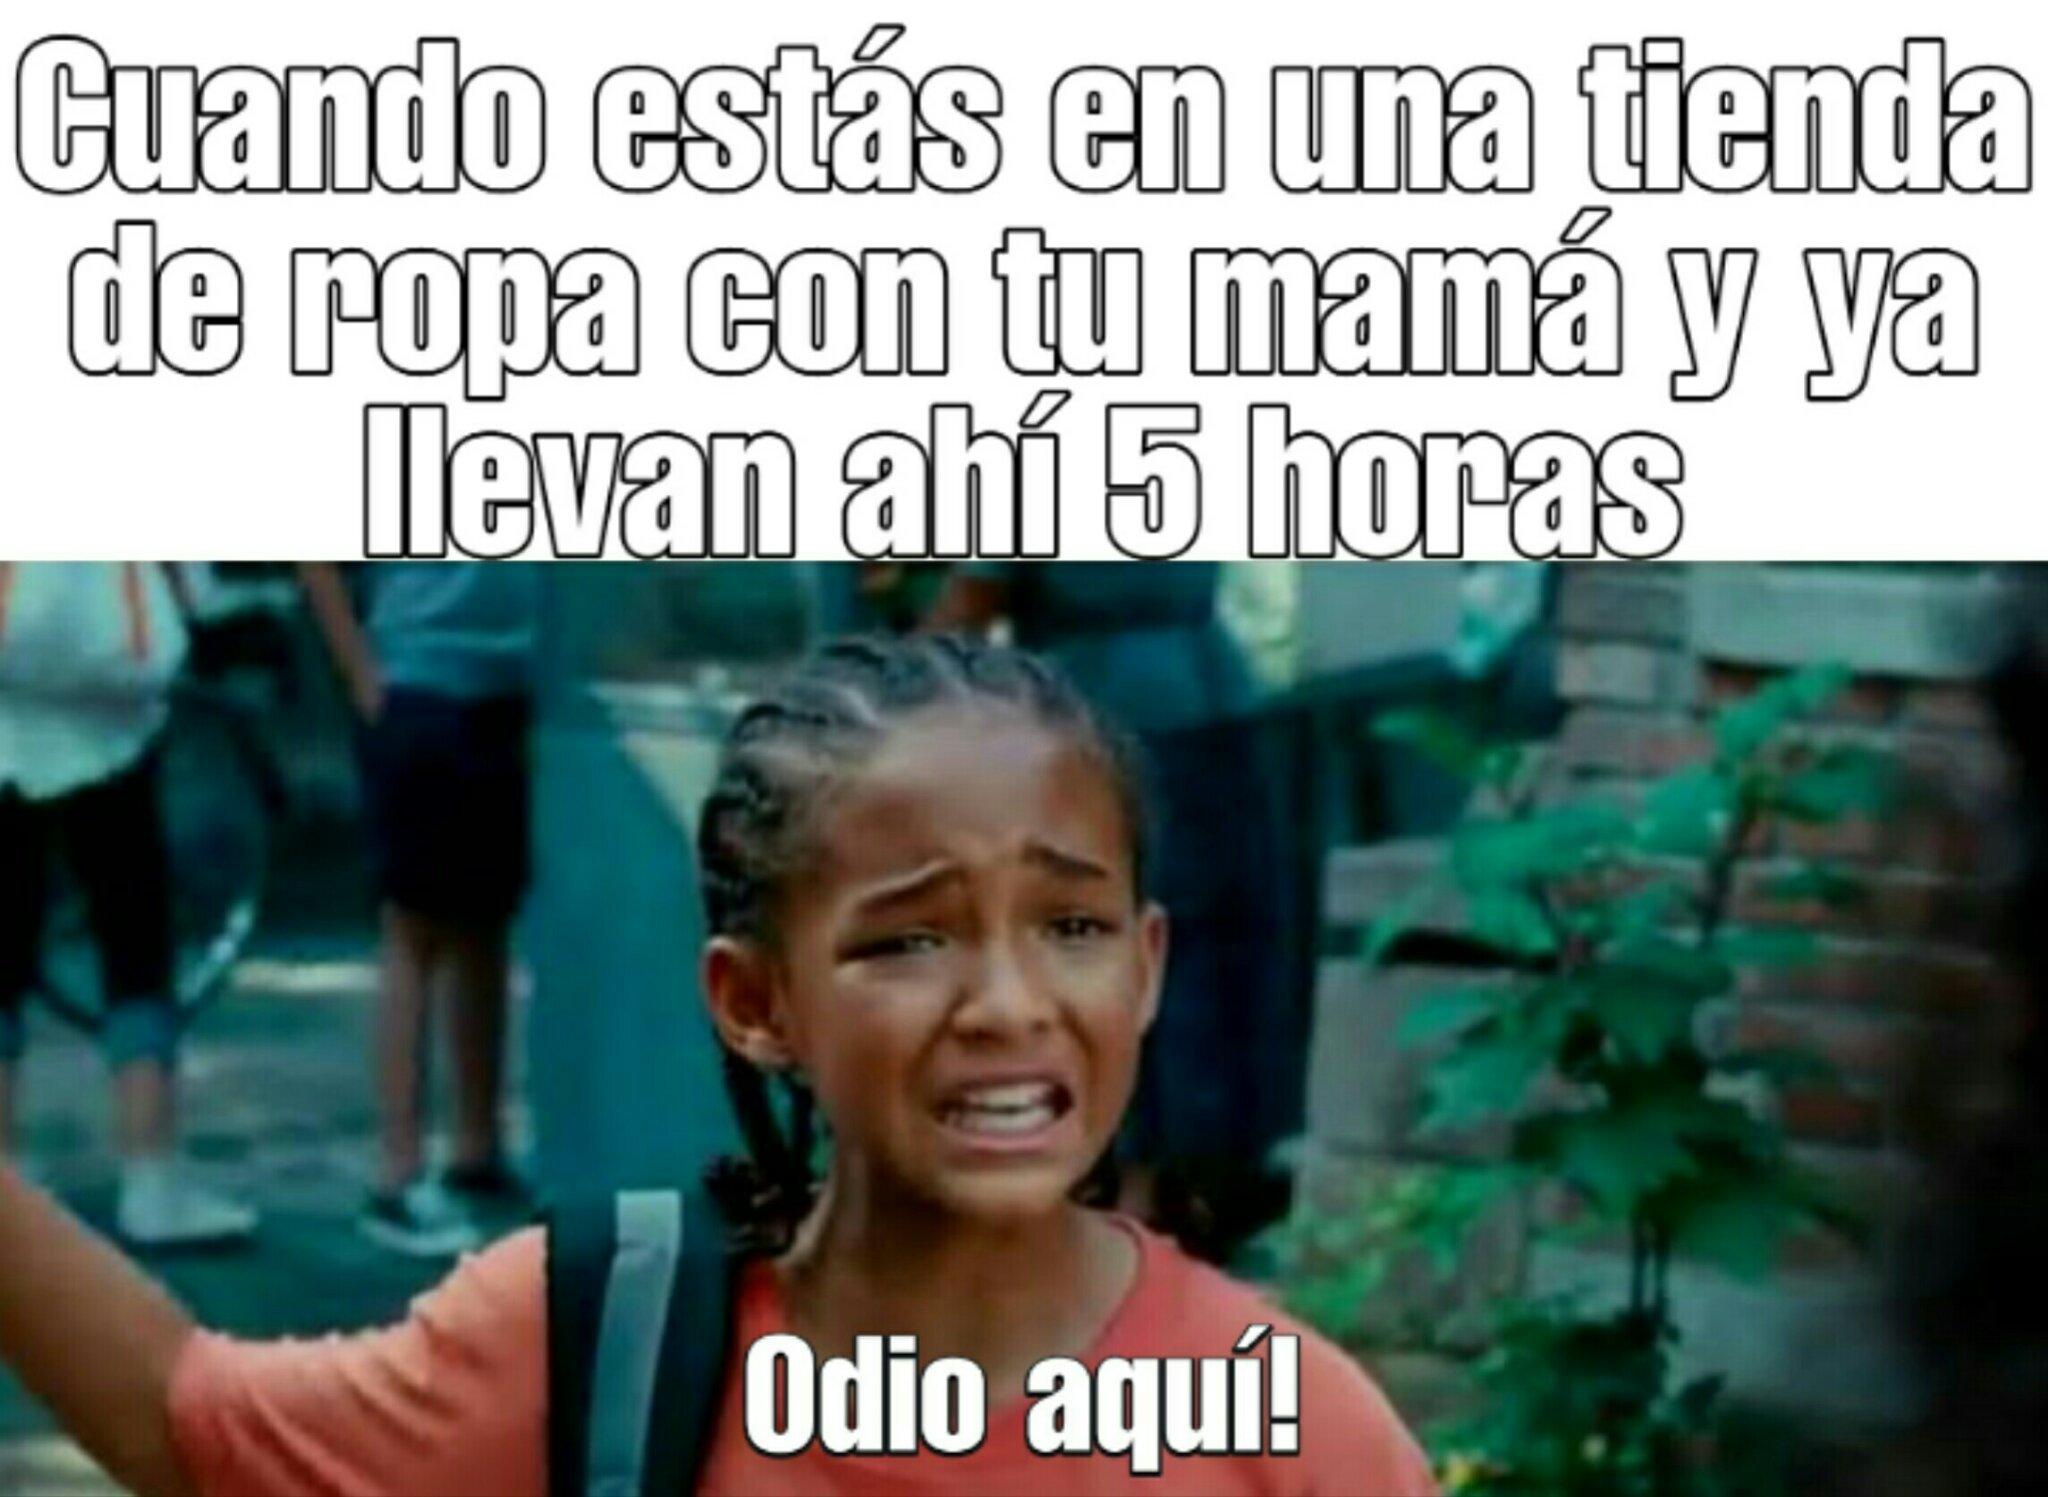 Cuando estás en una tienda
de ropa con tu mamá y ya
llevan ahí 5 horas
Odio aquí!